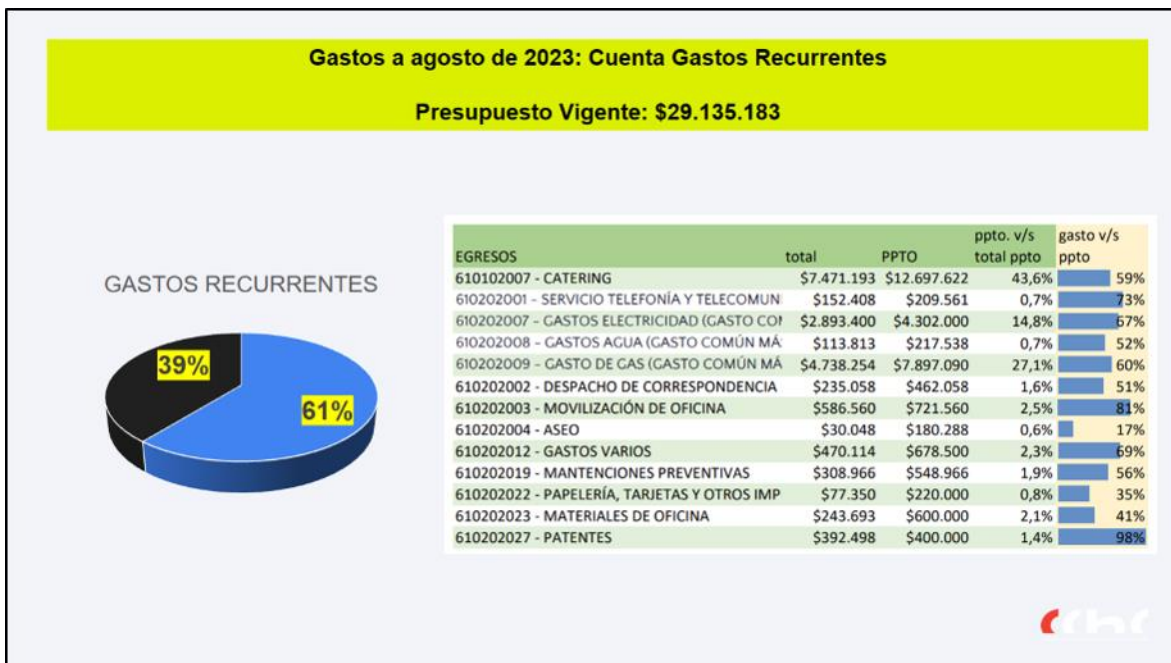 Gastos a agosto de 2023: Cuenta Gastos Recurrentes
Presupuesto Vigente: $29.135.183
GASTOS RECURRENTES
39%
61%
EGRESOS total PPTO ppto. v/s total ppto gasto v/s ppto
610102007 - CATERING $7.471.193 $12.697.622 43,6% 59%
610202001 - SERVICIO TELEFONÍA Y TELECOMUN $152.408 $209.561 0,7% 73%
610202007 - GASTOS ELECTRICIDAD (GASTO COM $2.893.400 $4.302.000 14,8% 67%
610202008 - GASTOS AGUA (GASTO COMÚN MÁ $113.813 $217.538 0,7% 52%
610202009 - GASTO DE GAS (GASTO COMÚN MÁ $4.738.254 $7.897.090 27,1% 60%
610202002 - DESPACHO DE CORRESPONDENCIA $235.058 $462.058 1,6% 51%
610202003 - MOVILIZACIÓN DE OFICINA $586.560 $721.560 2,5% 81%
610202004 - ASEO $30.048 $180.288 0,6% 17%
610202012 - GASTOS VARIOS $470.114 $678.500 2,3% 69%
610202019 - MANTENCIONES PREVENTIVAS $308.966 $548.966 1,9% 56%
610202022 - PAPELERÍA, TARJETAS Y OTROS IMP $77.350 $220.000 0,8% 35%
610202023 - MATERIALES DE OFICINA $243.693 $600.000 2,1% 41%
610202027 - PATENTES $392.498 $400.000 1,4% 98%
cchc